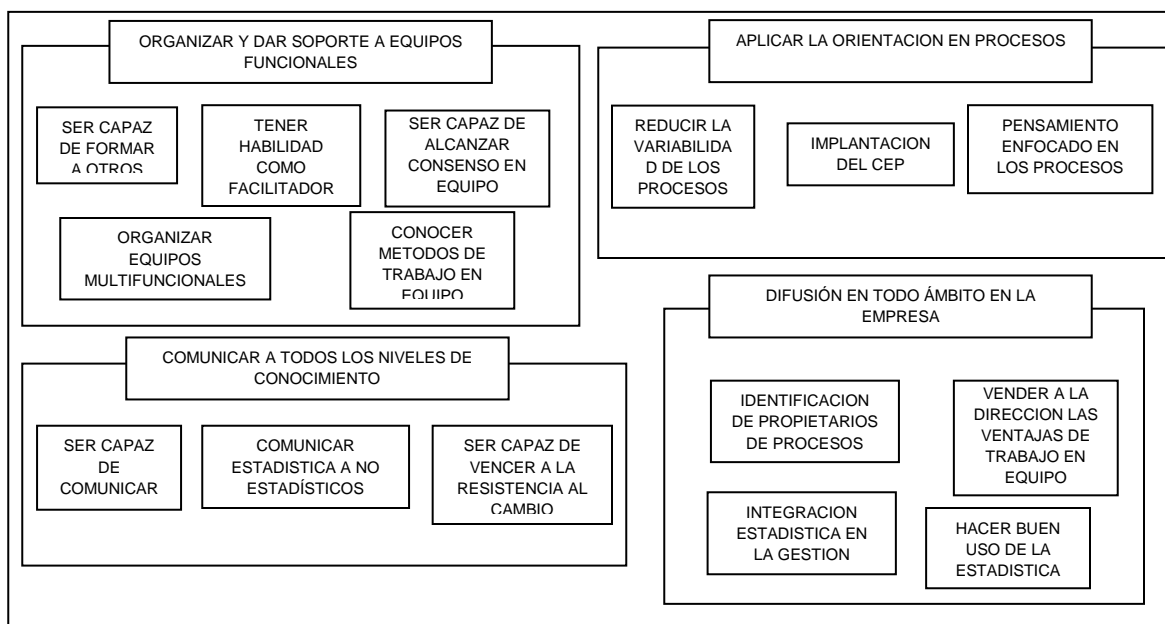 ORGANIZAR Y DAR SOPORTE A EQUIPOS
FUNCIONALES
SER CAPAZ
DE FORMAR
A OTROS
TENER
HABILIDAD
COMO
FACILITADOR
SER CAPAZ DE
ALCANZAR
CONSENSO EN
EQUIPO
ORGANIZAR
EQUIPOS
MULTIFUNCIONALES
CONOCER
METODOS DE
TRABAJO EN
EQUIPO
APLICAR LA ORIENTACION EN PROCESOS
REDUCIR LA
VARIABILIDA
D DE LOS
PROCESOS
IMPLANTACION
DEL CEP
PENSAMIENTO
ENFOCADO EN
LOS PROCESOS
COMUNICAR A TODOS LOS NIVELES DE
CONOCIMIENTO
SER CAPAZ
DE
COMUNICAR
COMUNICAR
ESTADISTICA A NO
ESTADÍSTICOS
SER CAPAZ DE
VENCER A LA
RESISTENCIA AL
CAMBIO
DIFUSIÓN EN TODO ÁMBITO EN LA
EMPRESA
IDENTIFICACION
DE PROPIETARIOS
DE PROCESOS
VENDER A LA
DIRECCION LAS
VENTAJAS DE
TRABAJO EN
EQUIPO
INTEGRACION
ESTADISTICA EN
LA GESTION
HACER BUEN
USO DE LA
ESTADISTICA